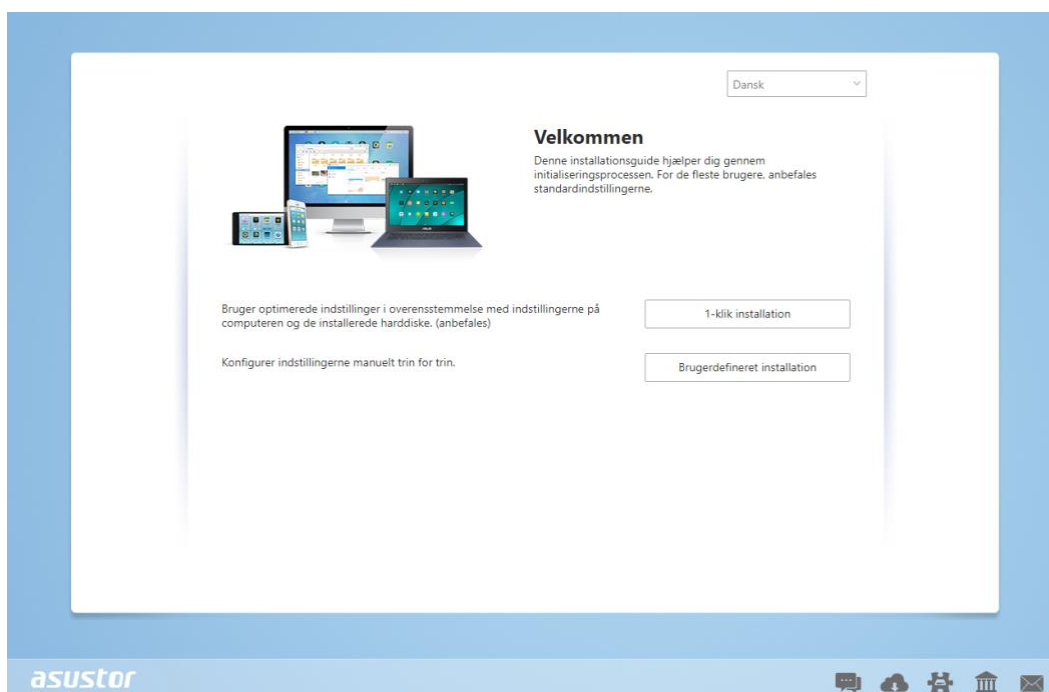 Dansk
Velkommen
Denne installationsguide hjælper dig gennem
initialiseringsprocessen. For de fleste brugere. anbefales
standardindstillingerne.
Bruger optimerede indstillinger i overensstemmelse med indstillingerne på
computeren og de installerede harddiske. (anbefales)
1-klik installation
Konfigurer indstillingerne manuelt trin for trin.
Brugerdefineret installation
asustor